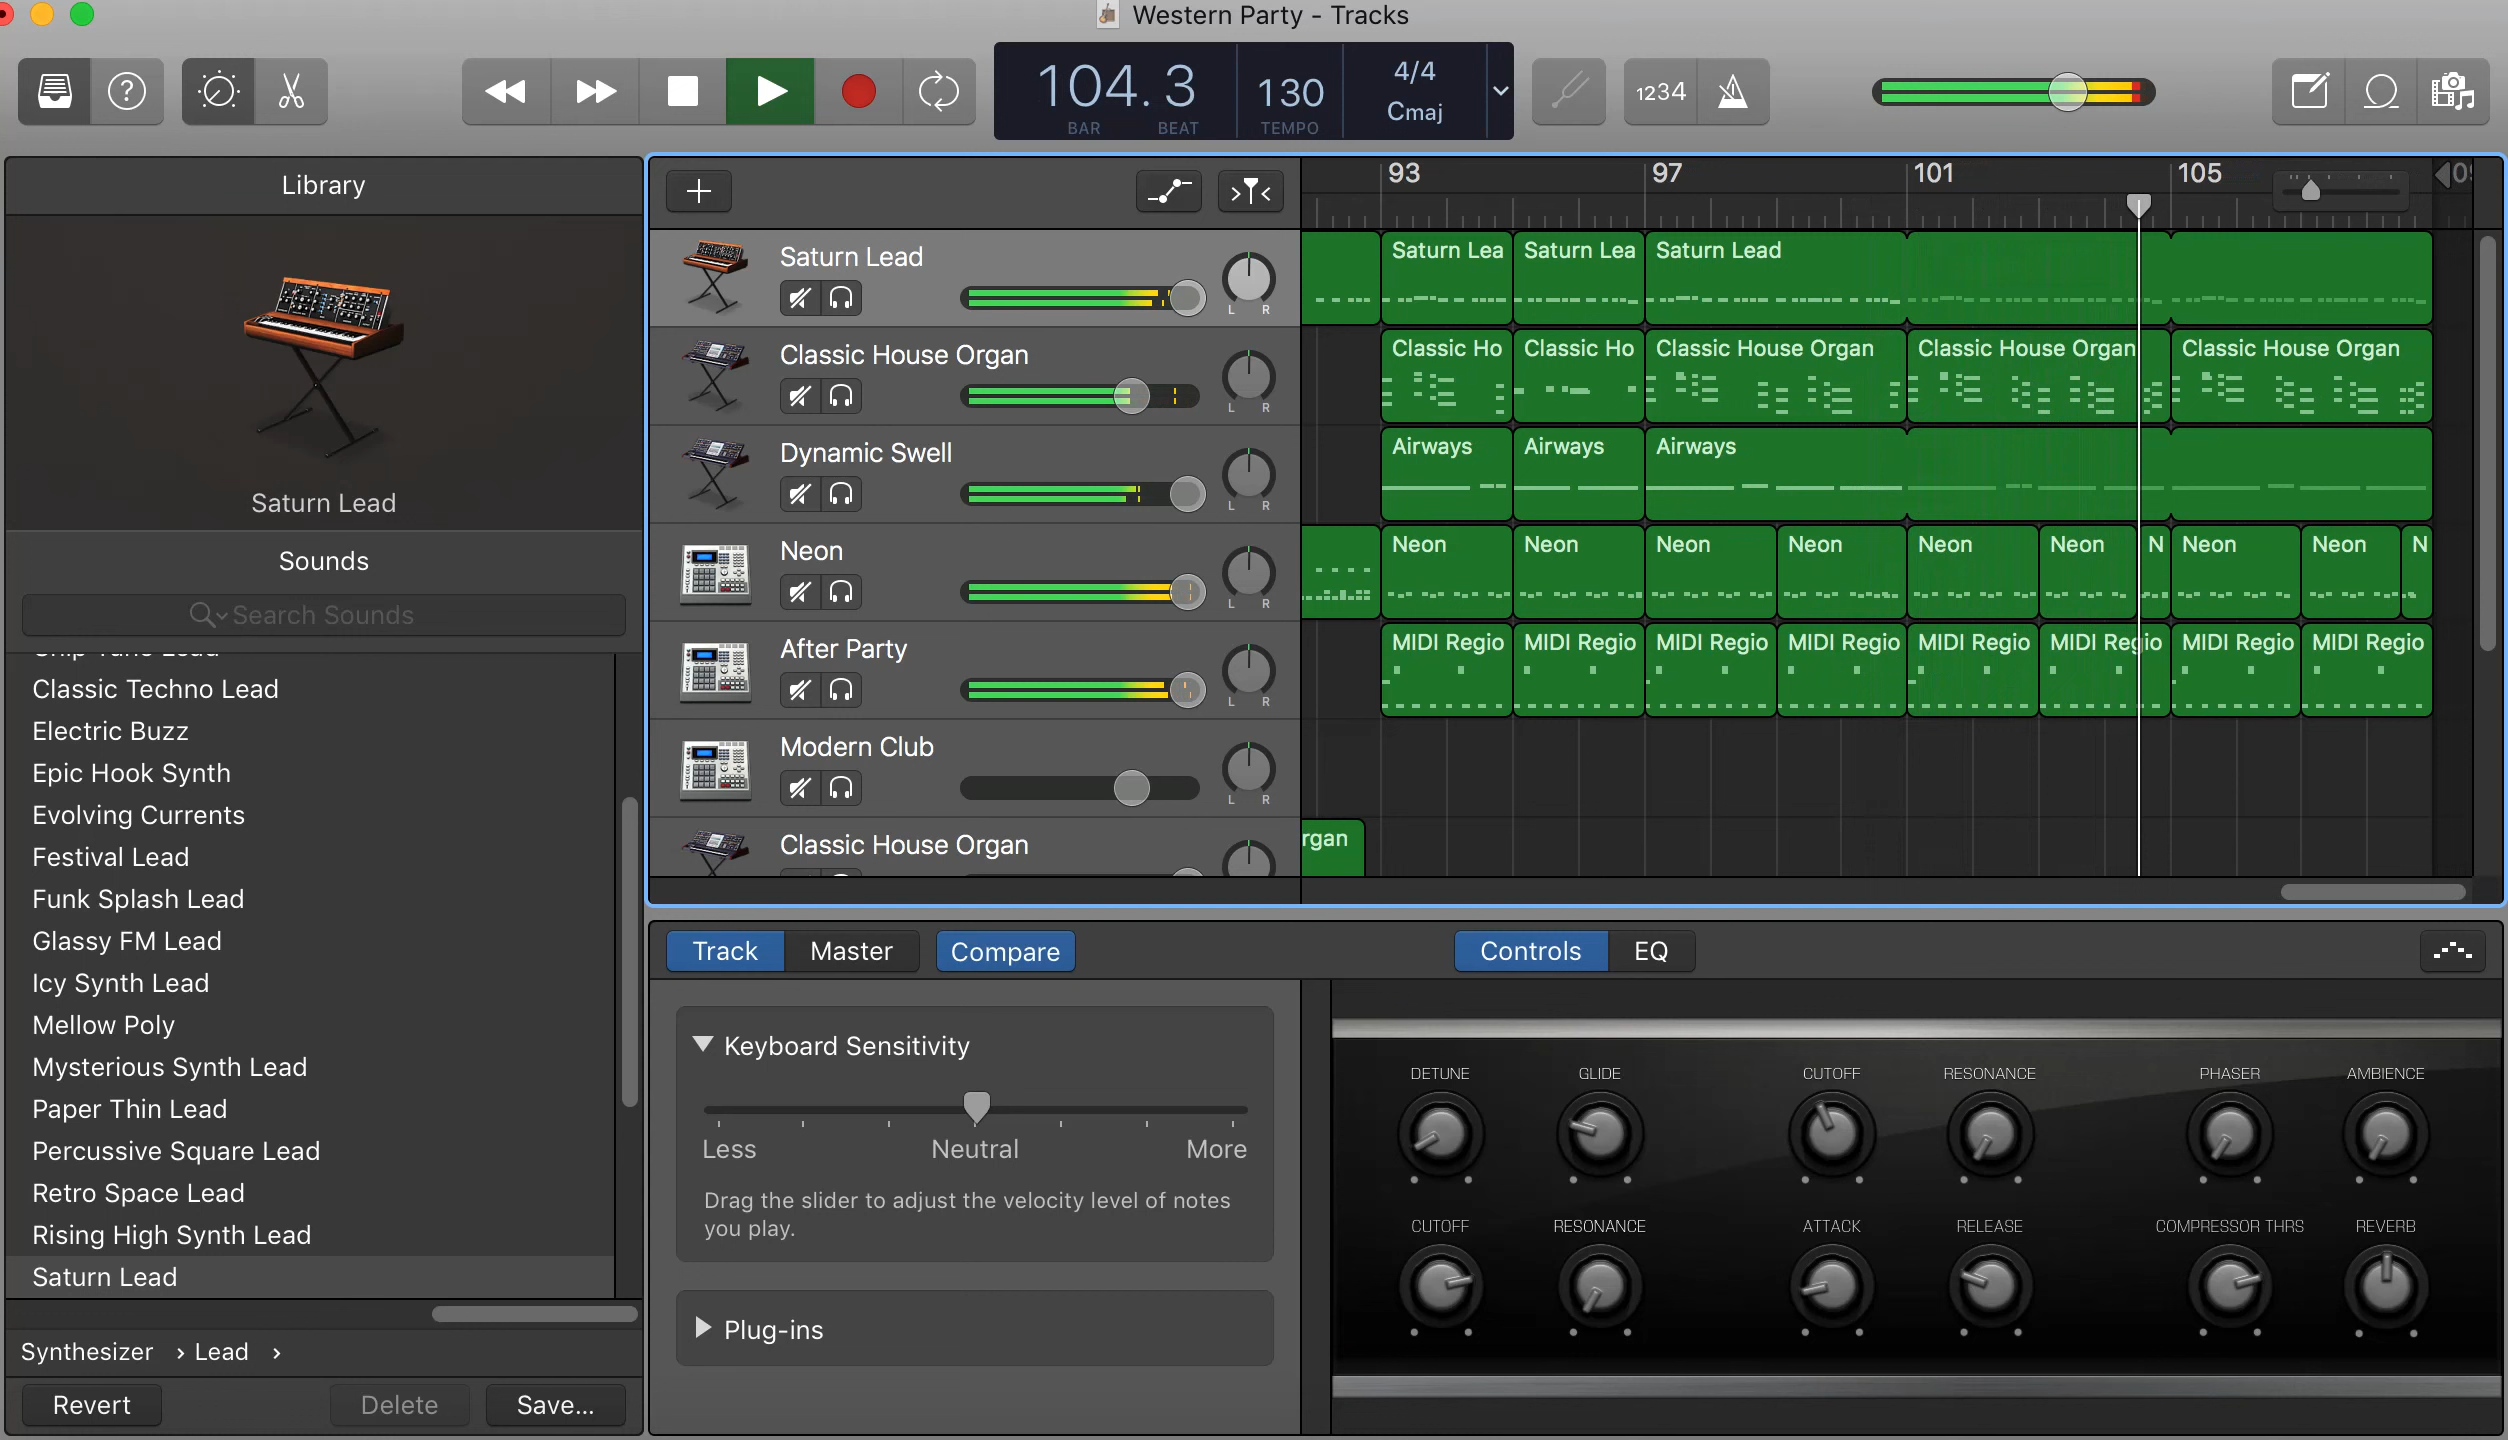 Western Party - Tracks
104.3
BAR BEAT
130
TEMPO
4/4
Cmaj
1234
Library
Saturn Lead
Sounds
Search Sounds
Classic Techno Lead
Electric Buzz
Epic Hook Synth
Evolving Currents
Festival Lead
Funk Splash Lead
Glassy FM Lead
Icy Synth Lead
Mellow Poly
Mysterious Synth Lead
Paper Thin Lead
Percussive Square Lead
Retro Space Lead
Rising High Synth Lead
Saturn Lead
Synthesizer › Lead ›
Revert Delete Save...
93 97 101 105
Saturn Lead
L R
Saturn Lea Saturn Lea Saturn Lead
Classic House Organ
L R
Classic Ho Classic Ho Classic House Organ Classic House Organ Classic House Organ
Dynamic Swell
L R
Airways Airways Airways
Neon
L R
Neon Neon Neon Neon Neon Neon N Neon Neon N
After Party
L R
MIDI Regio MIDI Regio MIDI Regio MIDI Regio MIDI Regio MIDI Regio MIDI Regio MIDI Regio
Modern Club
L R
Classic House Organ
rgan
Track Master Compare
Controls EQ
Keyboard Sensitivity
Less Neutral More
Drag the slider to adjust the velocity level of notes
you play.
Plug-ins
DETUNE GLIDE CUTOFF RESONANCE PHASER AMBIENCE
CUTOFF RESONANCE ATTACK RELEASE COMPRESSOR THRS REVERB